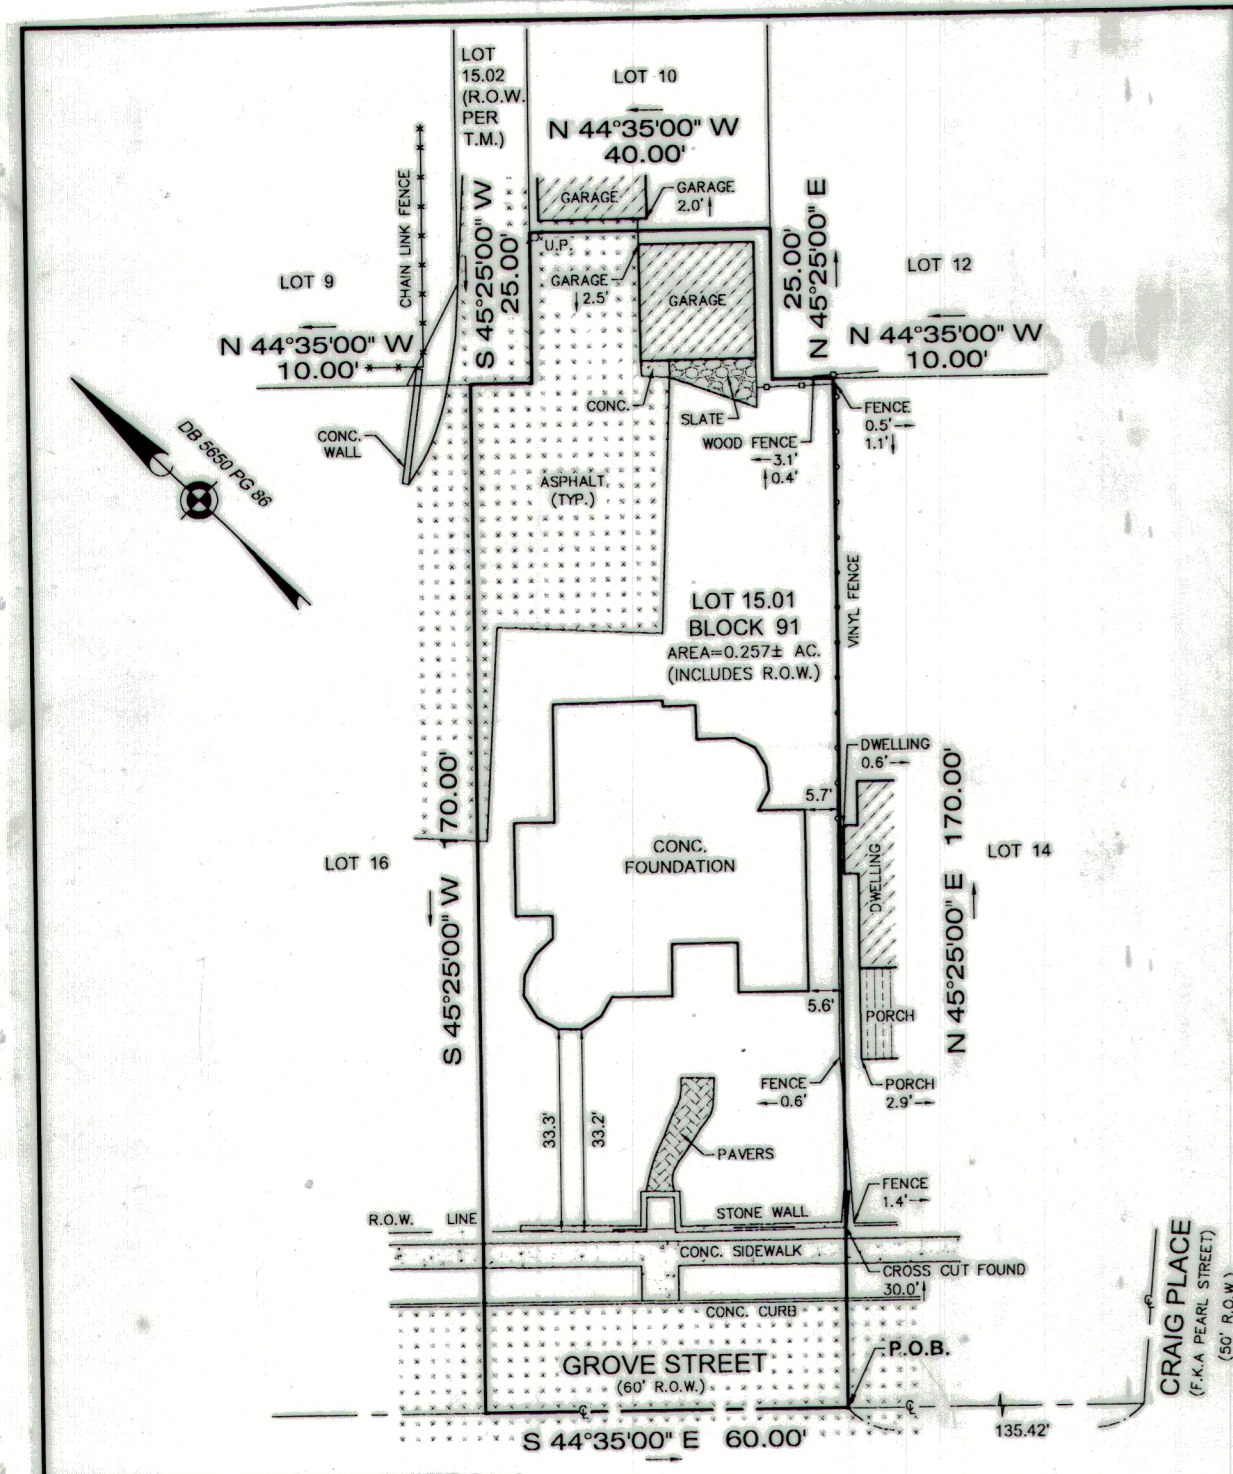 LOT
15.02
(R.O.W.
PER
T.M.)
LOT 10
N 44°35'00" W
40.00'
CHAIN LINK FENCE
S 45°25'00" W
25.00'
GARAGE
GARAGE
2.0'
U.P.
GARAGE
2.5'
GARAGE
25.00'
N 45°25'00" E
LOT 12
LOT 9
N 44°35'00" W
10.00'
N 44°35'00" W
10.00'
CONC.
SLATE
FENCE
0.5'
1.1'
CONC.
WALL
WOOD FENCE
3.1'
0.4'
DB 5650 PG 86
ASPHALT
(TYP.)
VINYL FENCE
LOT 15.01
BLOCK 91
AREA=0.257± AC.
(INCLUDES R.O.W.)
DWELLING
0.6'
5.7'
S 45°25'00" W 170.00'
LOT 16
CONC.
FOUNDATION
DWELLING
N 45°25'00" E 170.00'
LOT 14
5.6'
PORCH
FENCE
0.6'
PORCH
2.9'
33.3'
33.2'
PAVERS
FENCE
1.4'
R.O.W. LINE
STONE WALL
CONC. SIDEWALK
CROSS CUT FOUND
30.0'
CONC. CURB
GROVE STREET
(60' R.O.W.)
P.O.B.
CRAIG PLACE
(F.K.A PEARL STREET)
(50' R.O.W.)
℄
℄
℄
135.42'
S 44°35'00" E 60.00'